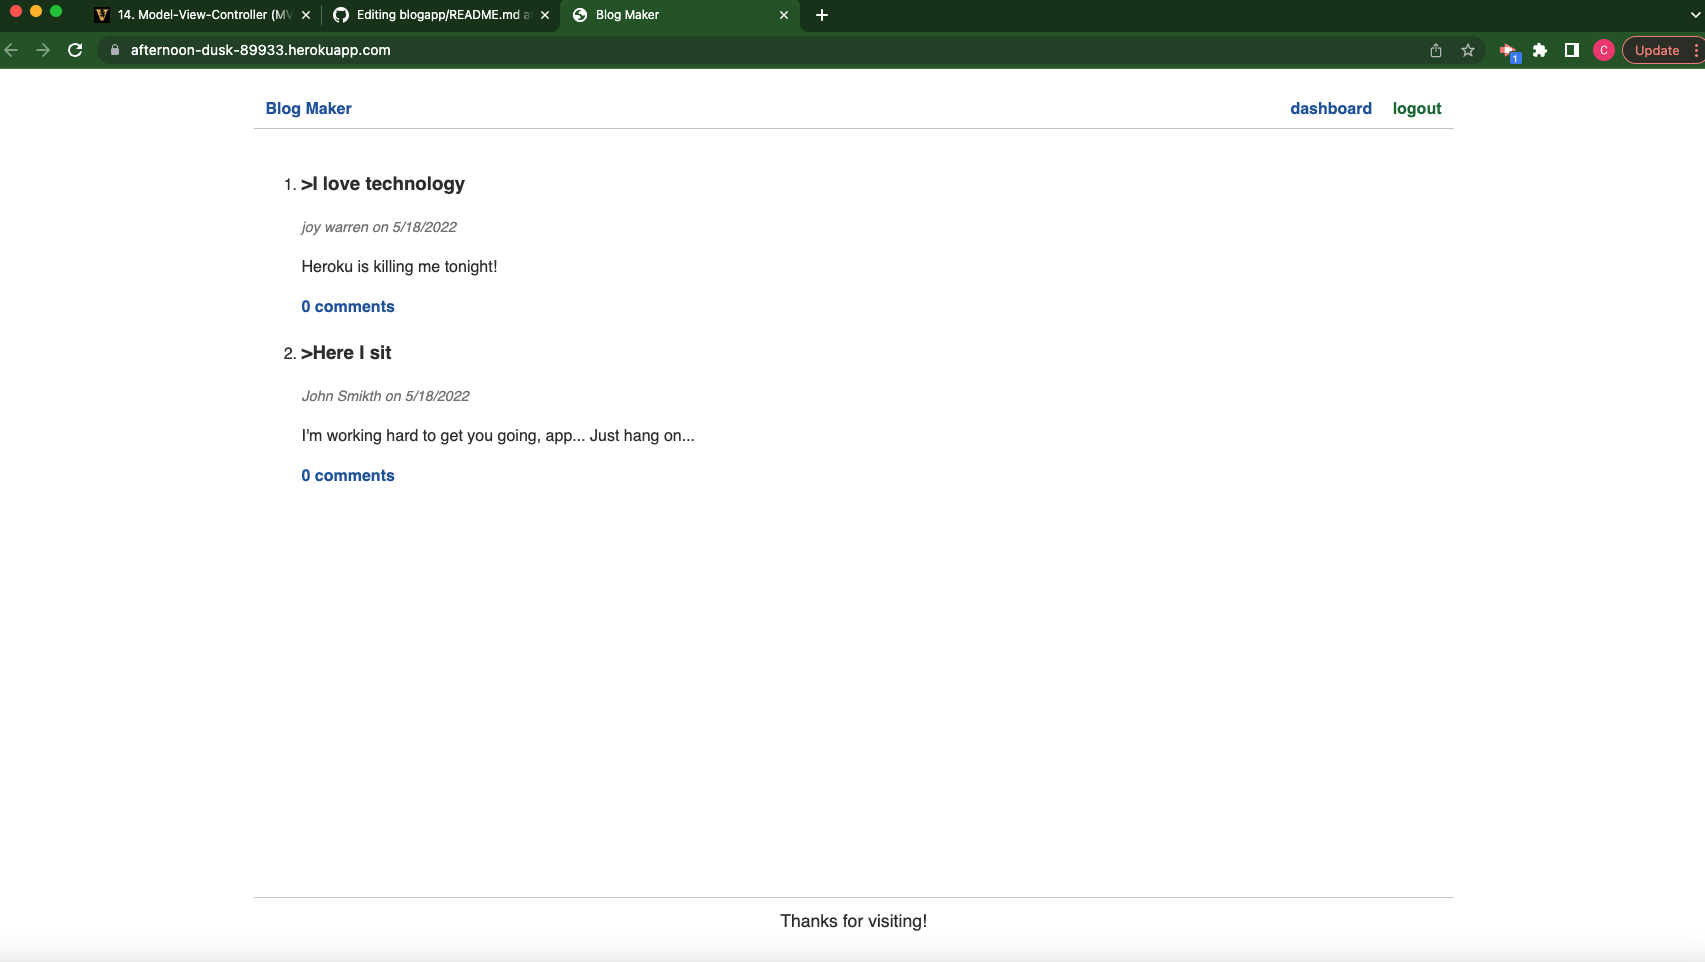 14. Model-View-Controller (MV
Editing blogapp/README.md a
Blog Maker
afternoon-dusk-89933.herokuapp.com
1
C
Update
Blog Maker
dashboard
logout
1. >I love technology
joy warren on 5/18/2022
Heroku is killing me tonight!
0 comments
2. >Here I sit
John Smikth on 5/18/2022
I'm working hard to get you going, app... Just hang on...
0 comments
Thanks for visiting!